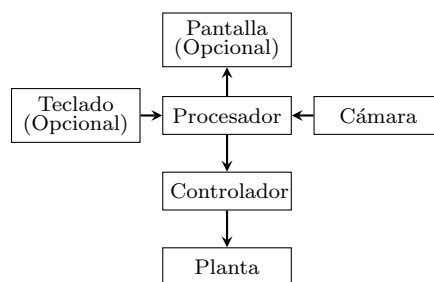 Pantalla
(Opcional)
Teclado
(Opcional)
Procesador
Cámara
Controlador
Planta